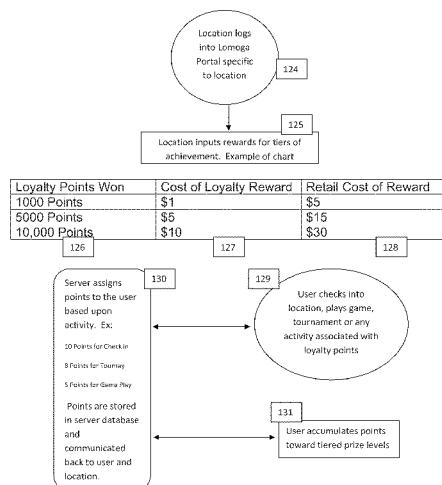 Location logs
into Lomoga
Portal specific
to location
124
125
Location inputs rewards for tiers of
achievement. Example of chart
Loyalty Points Won Cost of Loyalty Reward Retail Cost of Reward
1000 Points $1 $5
5000 Points $5 $15
10,000 Points $10 $30
126 127 128
130
Server assigns
points to the user
based upon
activity. Ex:
10 Points for Check in
8 Points for Tourney
5 Points for Game Play
Points are stored
in server database
and
communicated
back to user and
location.
129
User checks into
location, plays game,
tournament or any
activity associated with
loyalty points
131
User accumulates points
toward tiered prize levels